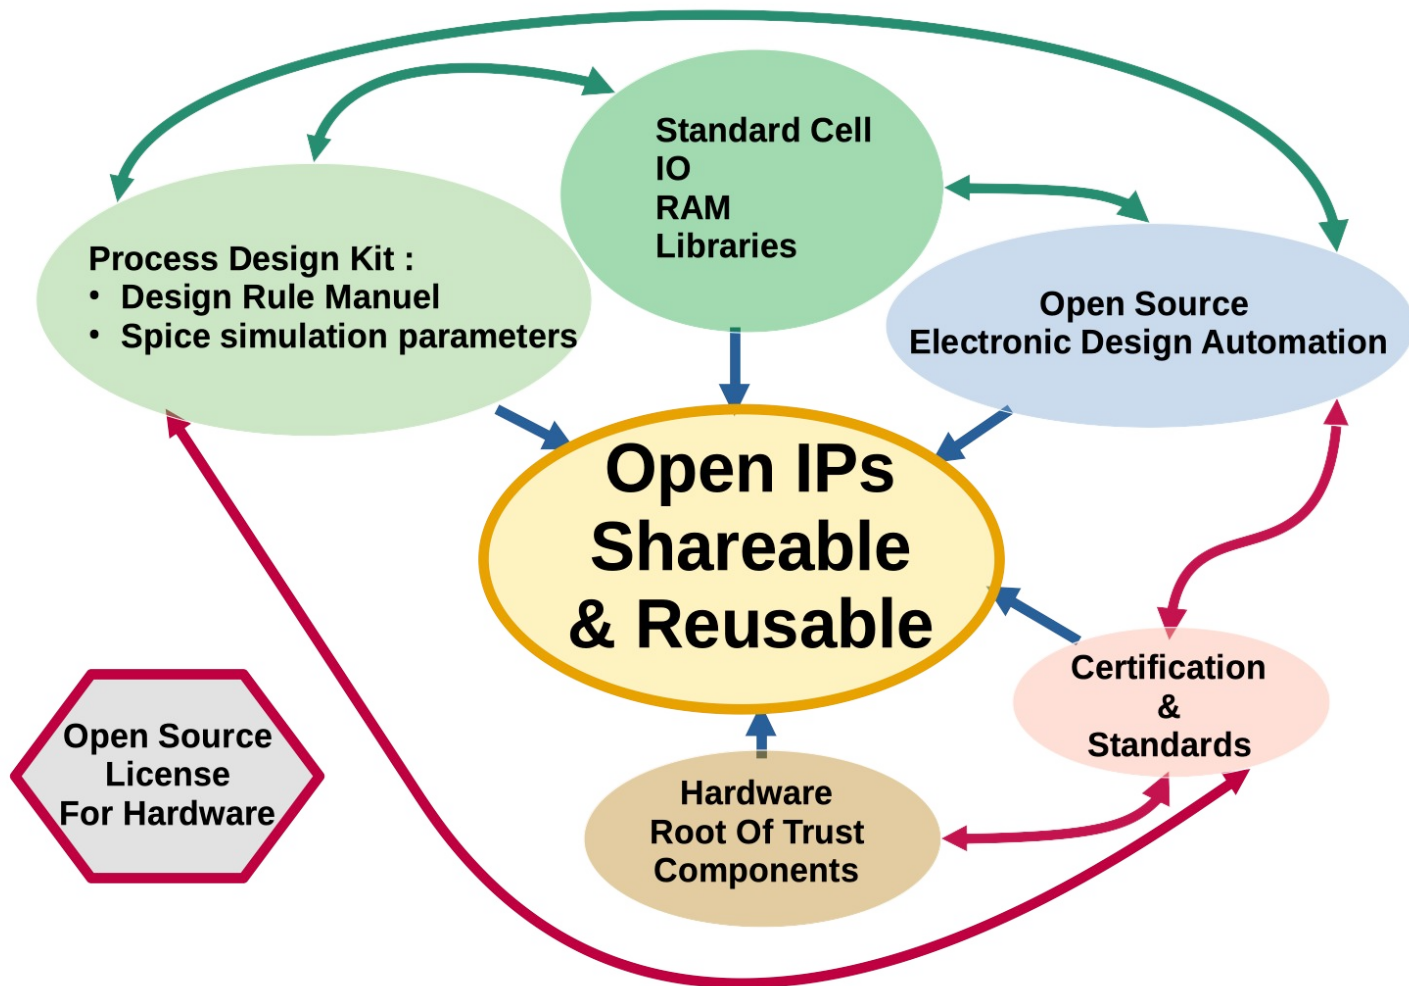 Standard Cell
IO
RAM
Libraries
Process Design Kit :
• Design Rule Manuel
• Spice simulation parameters
Open Source
Electronic Design Automation
Open IPs
Shareable
& Reusable
Certification
&
Standards
Open Source
License
For Hardware
Hardware
Root Of Trust
Components